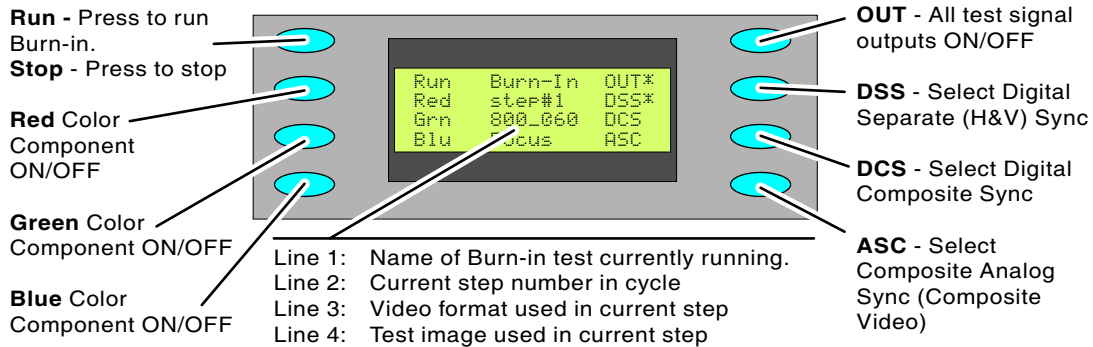 Run - Press to run
Burn-in.
Stop - Press to stop
Red Color
Component
ON/OFF
Green Color
Component ON/OFF
Blue Color
Component ON/OFF
Run Burn-In OUT*
Red step#1 DSS*
Grn 800_@60 DCS
Blu Focus ASC
OUT - All test signal
outputs ON/OFF
DSS - Select Digital
Separate (H&V) Sync
DCS - Select Digital
Composite Sync
ASC - Select
Composite Analog
Sync (Composite
Video)
Line 1: Name of Burn-in test currently running.
Line 2: Current step number in cycle
Line 3: Video format used in current step
Line 4: Test image used in current step